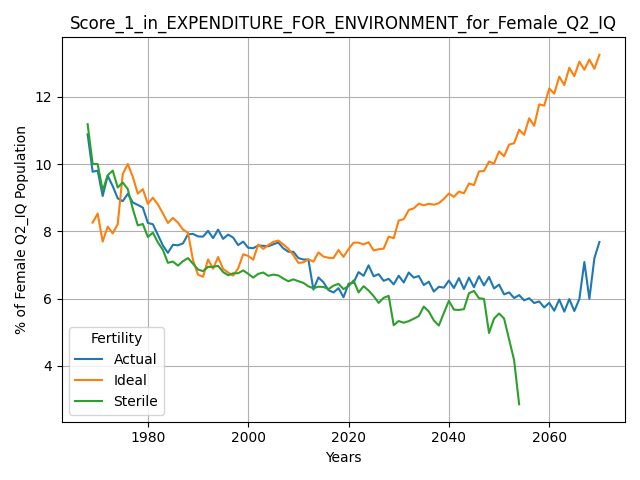 Score_1_in_EXPENDITURE_FOR_ENVIRONMENT_for_Female_Q2_IQ
% of Female Q2_IQ Population
12
10
8
6
4
Fertility
Actual
Ideal
Sterile
1980 2000 2020 2040 2060
Years